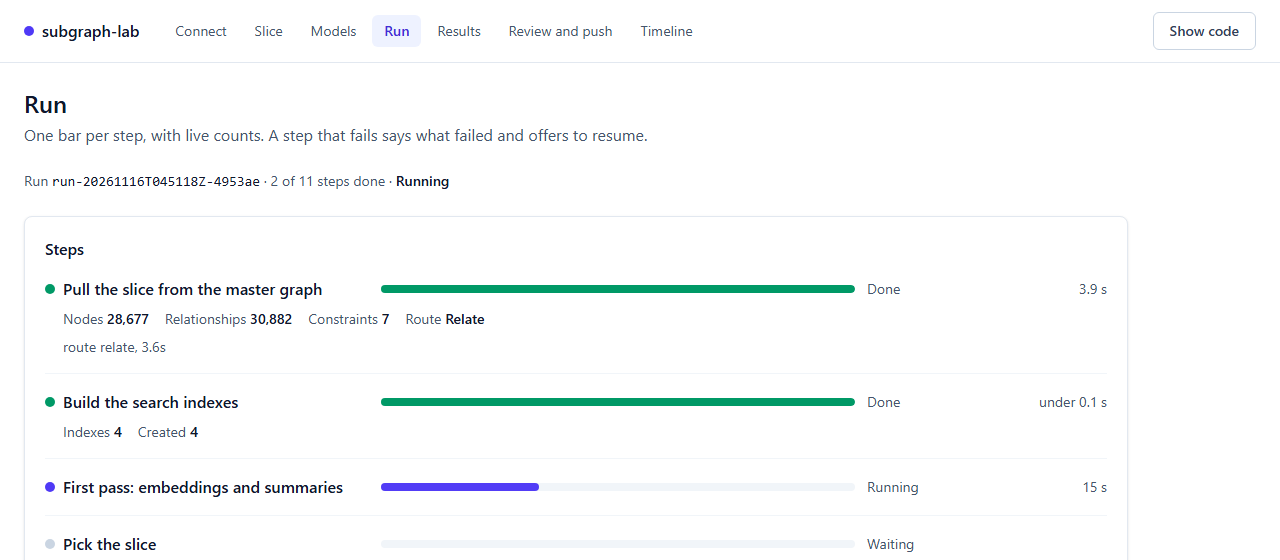 subgraph-lab Connect Slice Models Run Results Review and push Timeline Show code
Run
One bar per step, with live counts. A step that fails says what failed and offers to resume.
Run run-20261116T045118Z-4953ae · 2 of 11 steps done · Running
Steps
Pull the slice from the master graph Done 3.9 s
Nodes 28,677 Relationships 30,882 Constraints 7 Route Relate
route relate, 3.6s
Build the search indexes Done under 0.1 s
Indexes 4 Created 4
First pass: embeddings and summaries Running 15 s
Pick the slice Waiting